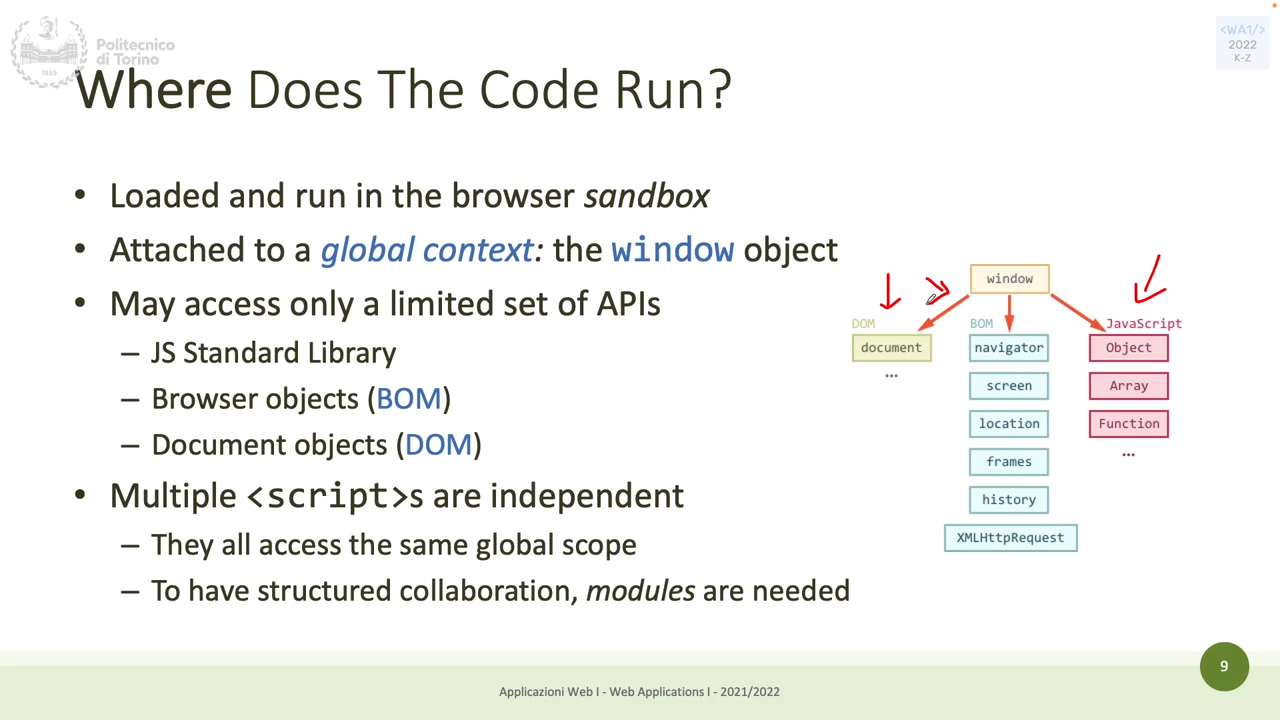 Politecnico
di Torino
1859
<WA1/>
2022
K-Z
Where Does The Code Run?
• Loaded and run in the browser sandbox
• Attached to a global context: the window object
• May access only a limited set of APIs
– JS Standard Library
– Browser objects (BOM)
– Document objects (DOM)
• Multiple <script>s are independent
– They all access the same global scope
– To have structured collaboration, modules are needed
window
DOM
BOM
JavaScript
document
navigator
Object
...
screen
Array
location
Function
frames
...
history
XMLHttpRequest
9
Applicazioni Web I - Web Applications I - 2021/2022